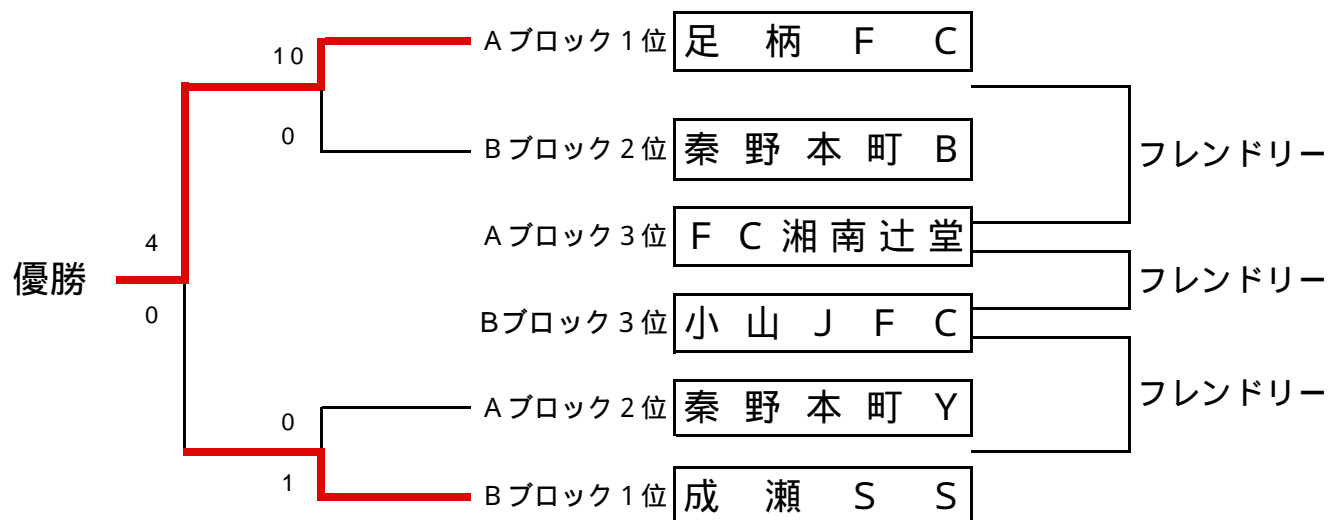 10
Aブロック1位 足柄FC
0
Bブロック2位 秦野本町B
フレンドリー
Aブロック3位 FC湘南辻堂
4
優勝
フレンドリー
0
Bブロック3位 小山JFC
フレンドリー
0
Aブロック2位 秦野本町Y
1
Bブロック1位 成瀬SS